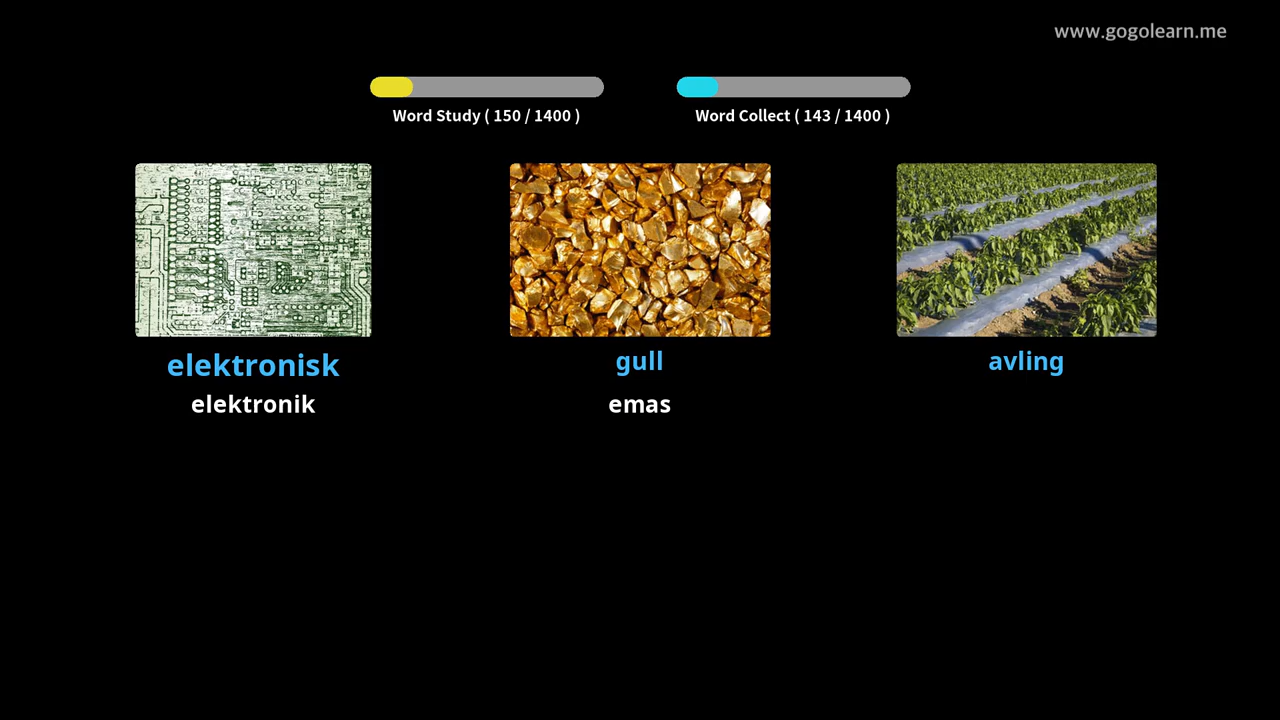 www.gogolearn.me
Word Study ( 150 / 1400 )
Word Collect ( 143 / 1400 )
elektronisk
elektronik
gull
emas
avling